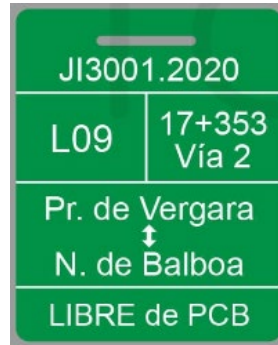 JI3001.2020
L09
17+353
Vía 2
Pr. de Vergara
↕
N. de Balboa
LIBRE de PCB